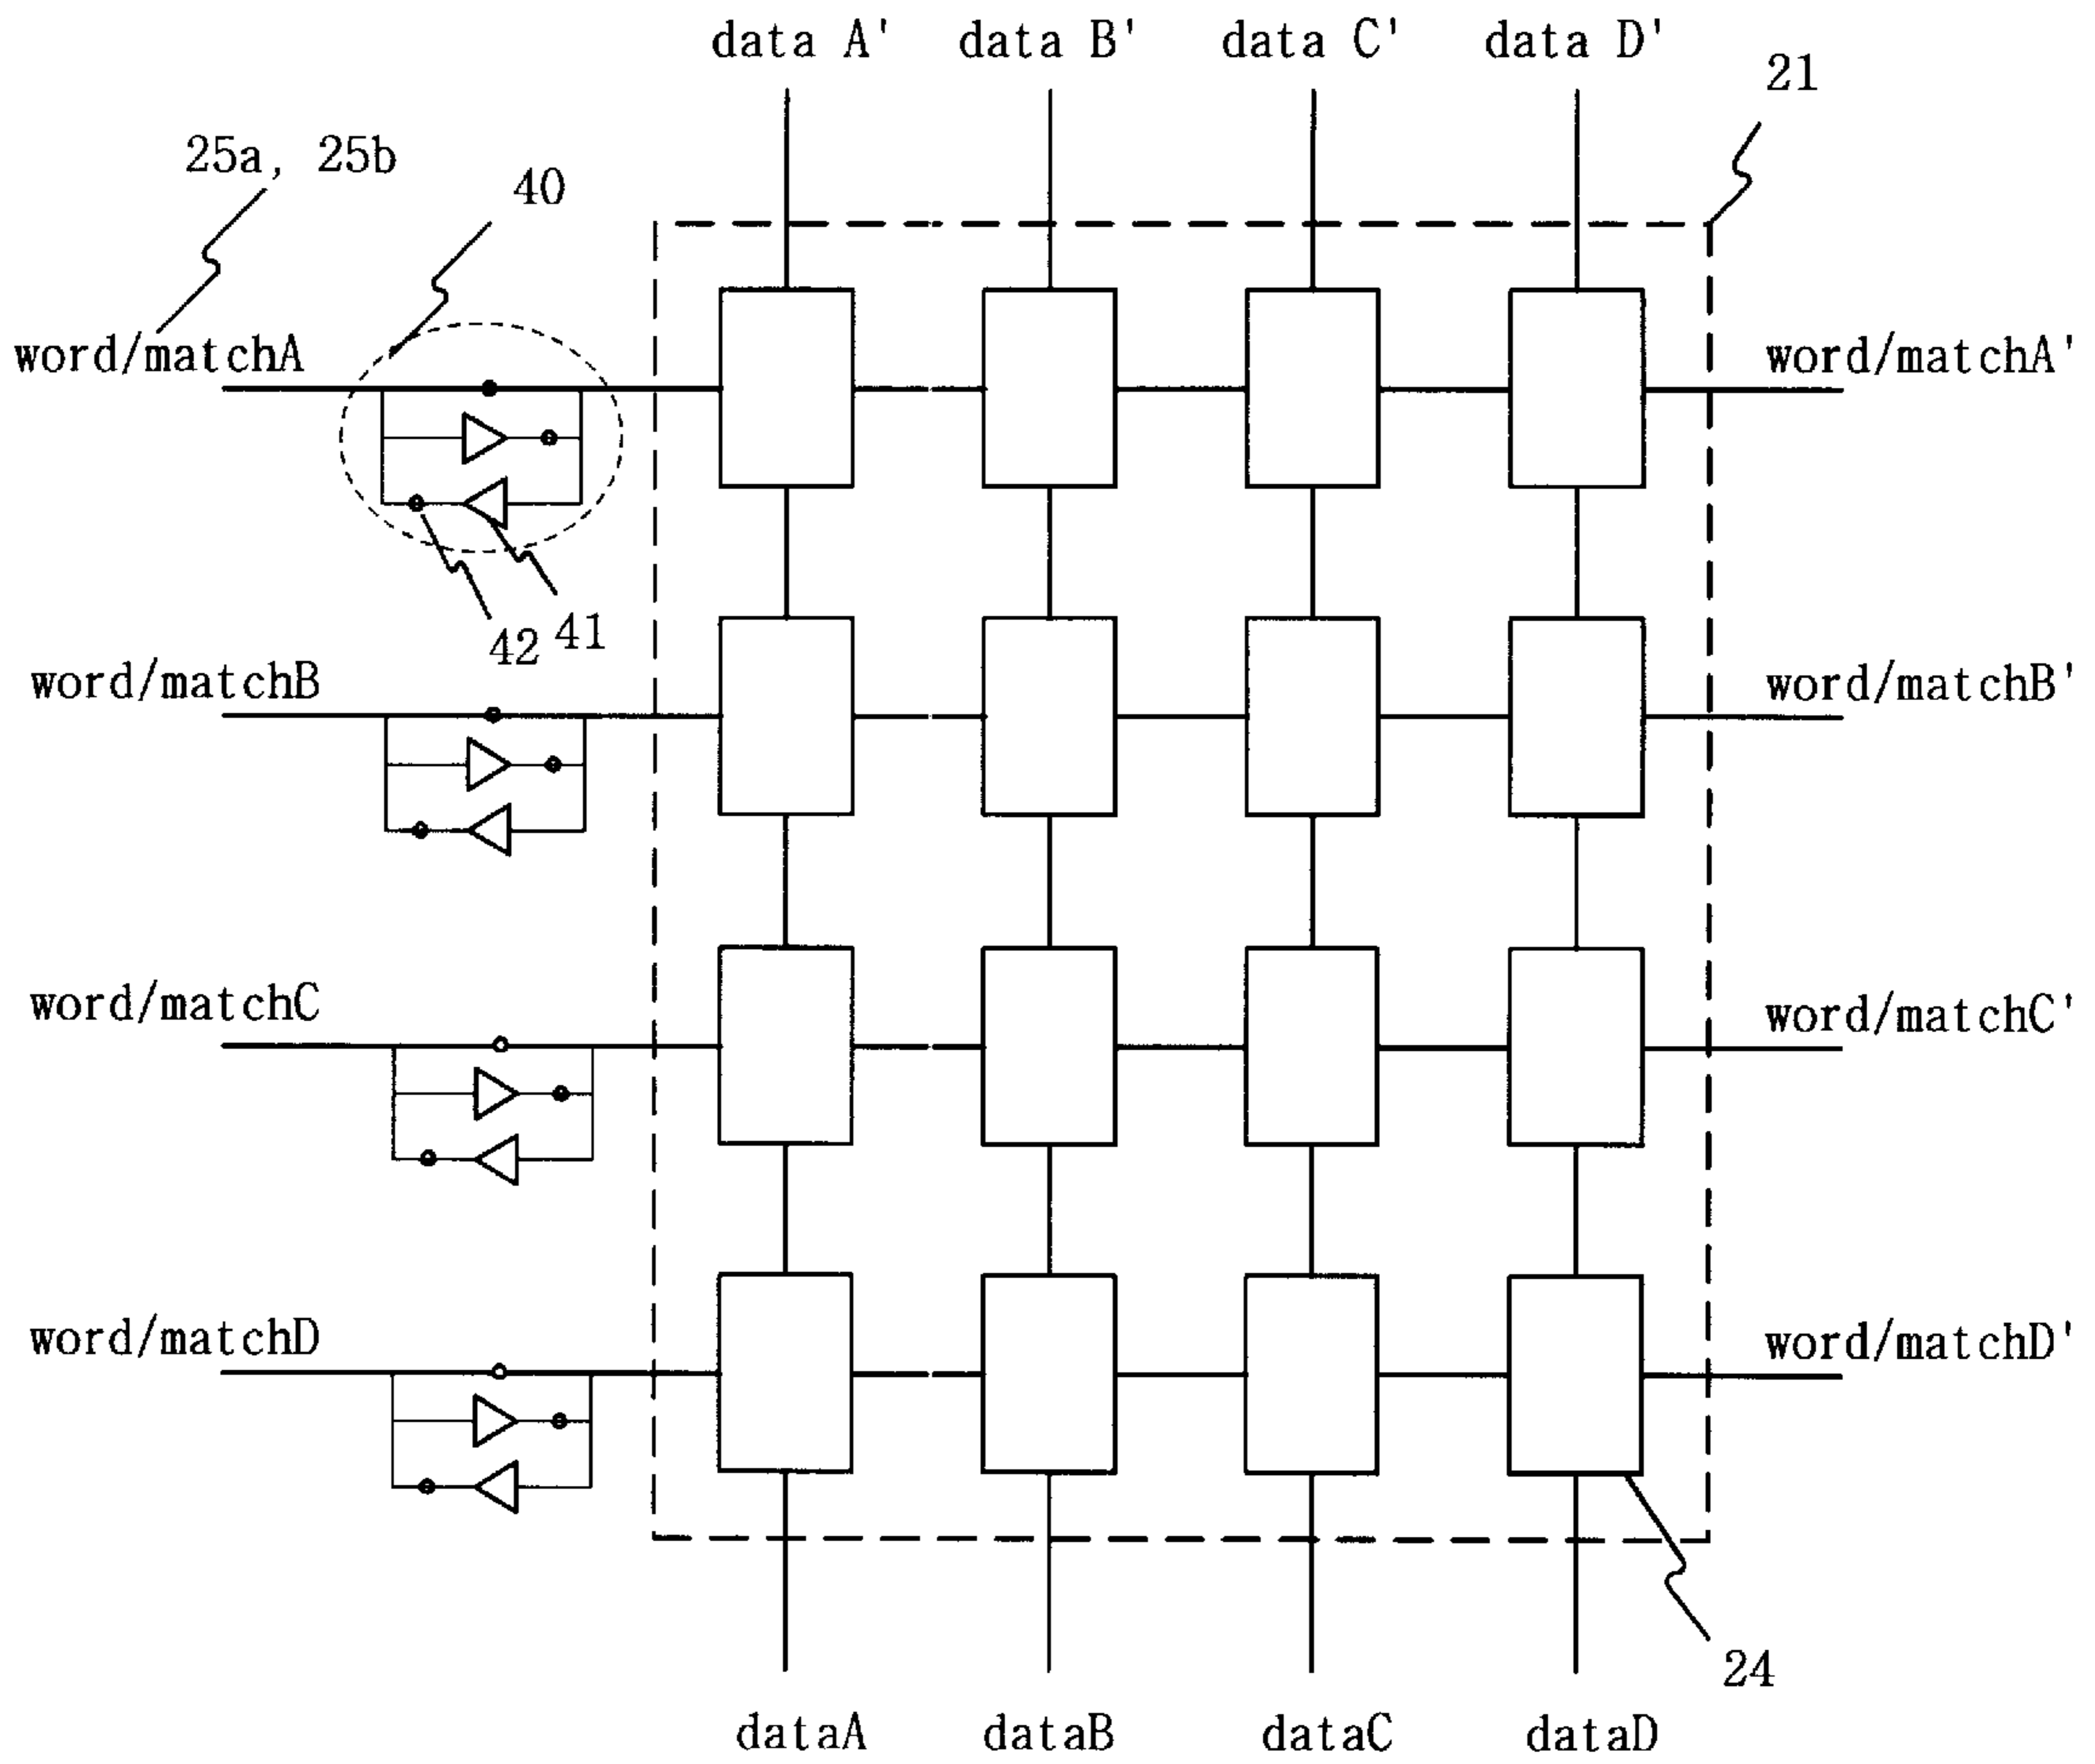 data A' data B' data C' data D'
21
25a, 25b
40
word/matchA word/matchA'
42 41
word/matchB word/matchB'
word/matchC word/matchC'
word/matchD word/matchD'
24
dataA dataB dataC dataD